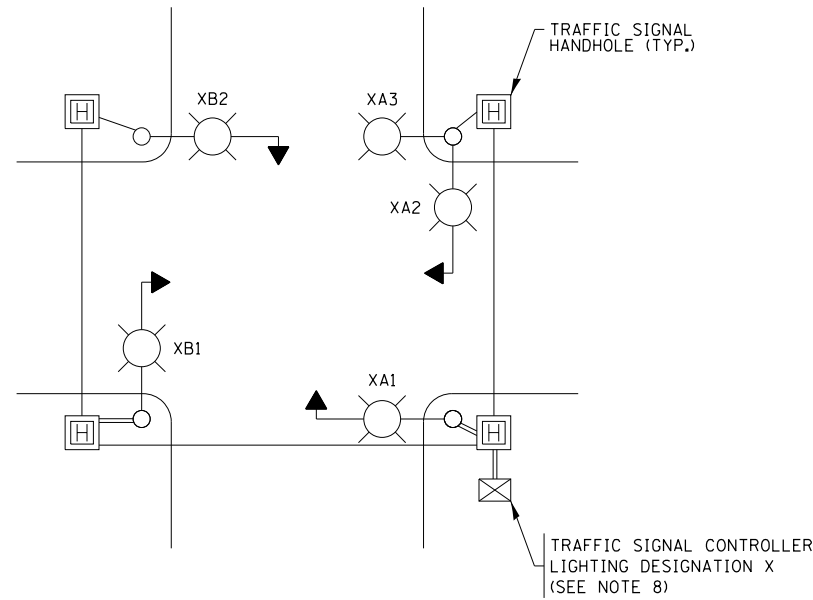 TRAFFIC SIGNAL
HANDHOLE (TYP.)
XB2
XA3
H
H
XA2
XB1
XA1
H
H
TRAFFIC SIGNAL CONTROLLER
LIGHTING DESIGNATION X
(SEE NOTE 8)